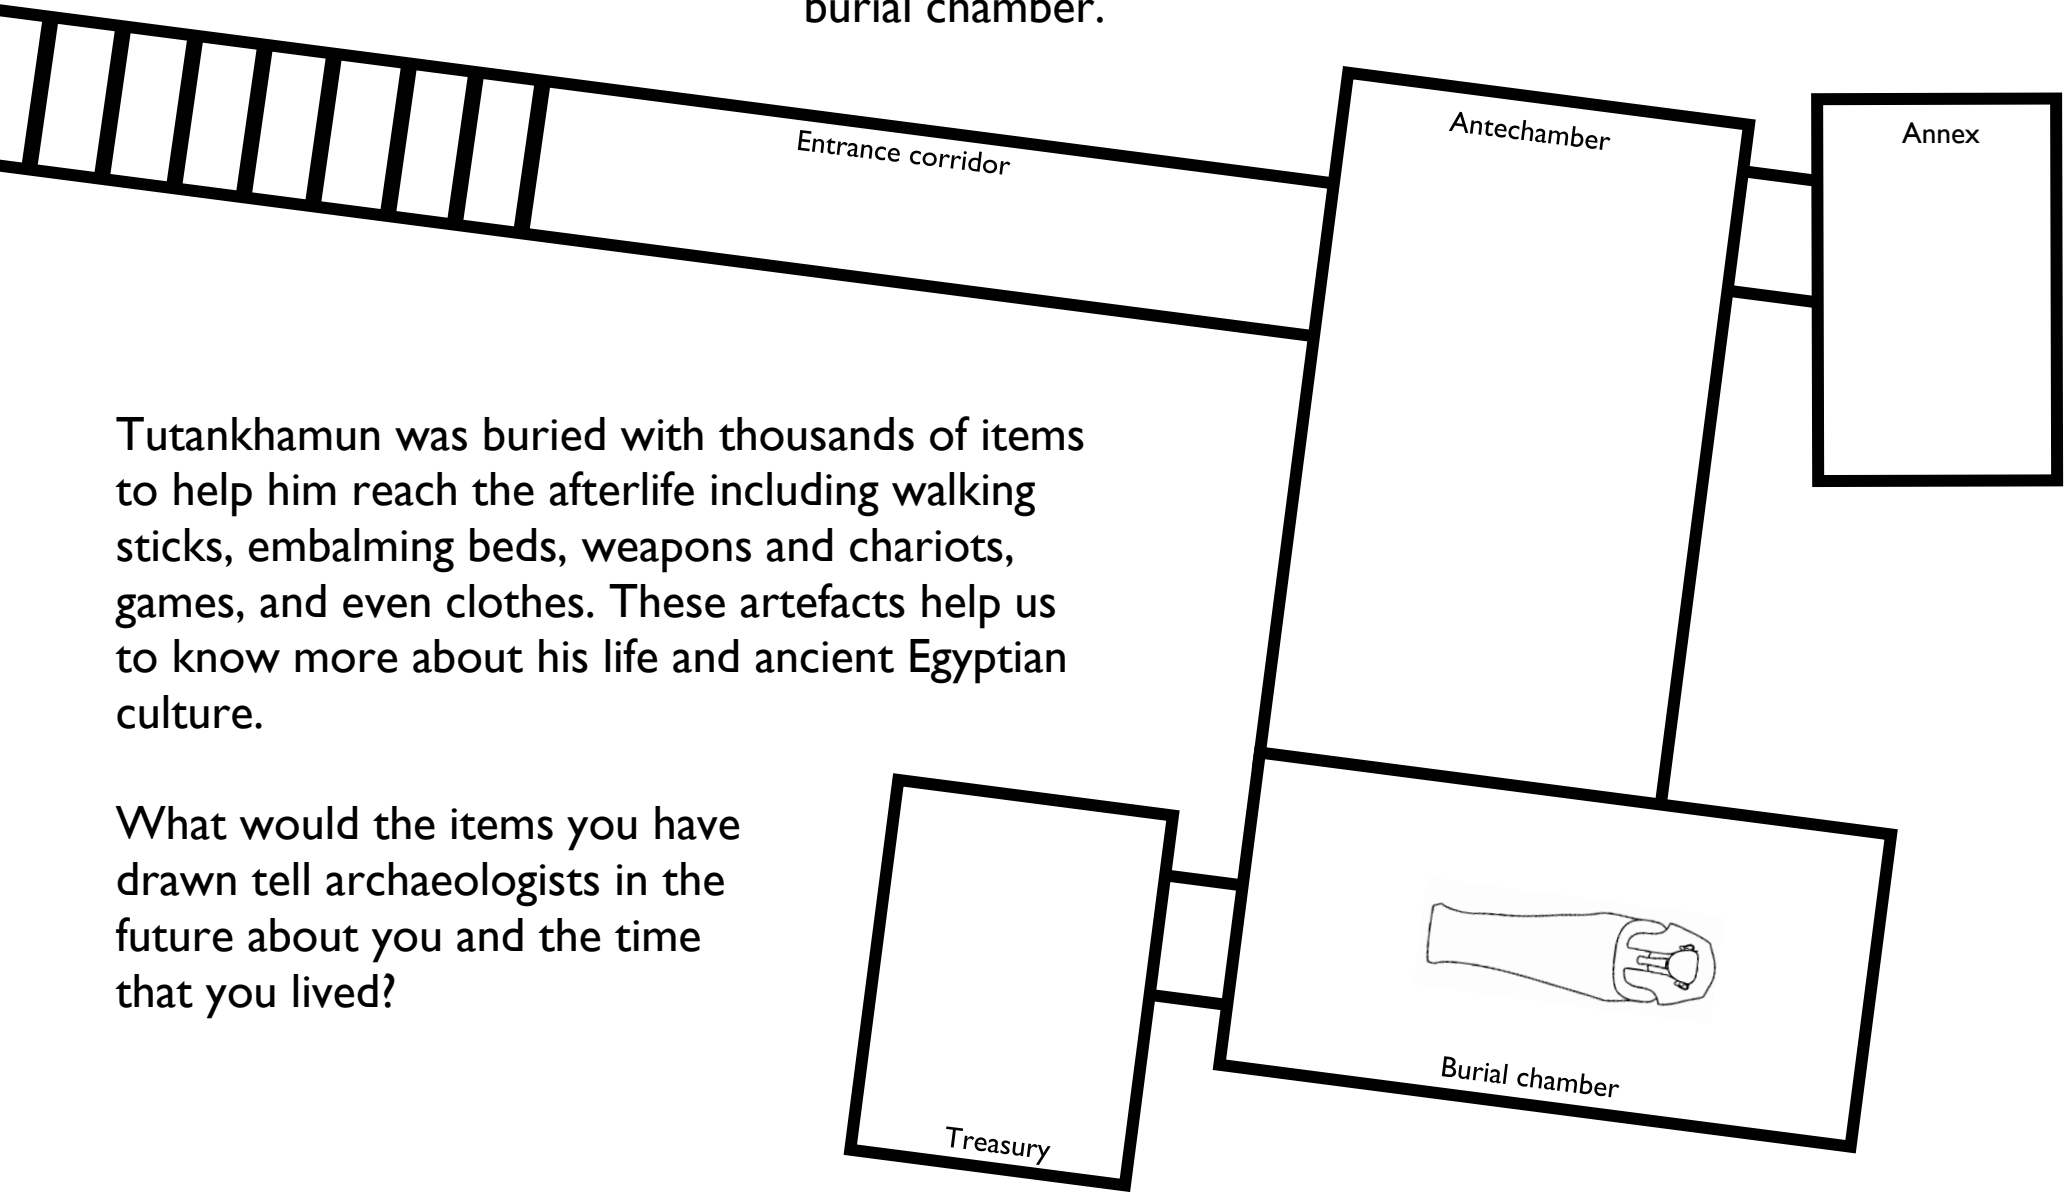 burial chamber.
Entrance corridor
Antechamber
Annex
Tutankhamun was buried with thousands of items
to help him reach the afterlife including walking
sticks, embalming beds, weapons and chariots,
games, and even clothes. These artefacts help us
to know more about his life and ancient Egyptian
culture.
What would the items you have
drawn tell archaeologists in the
future about you and the time
that you lived?
Burial chamber
Treasury